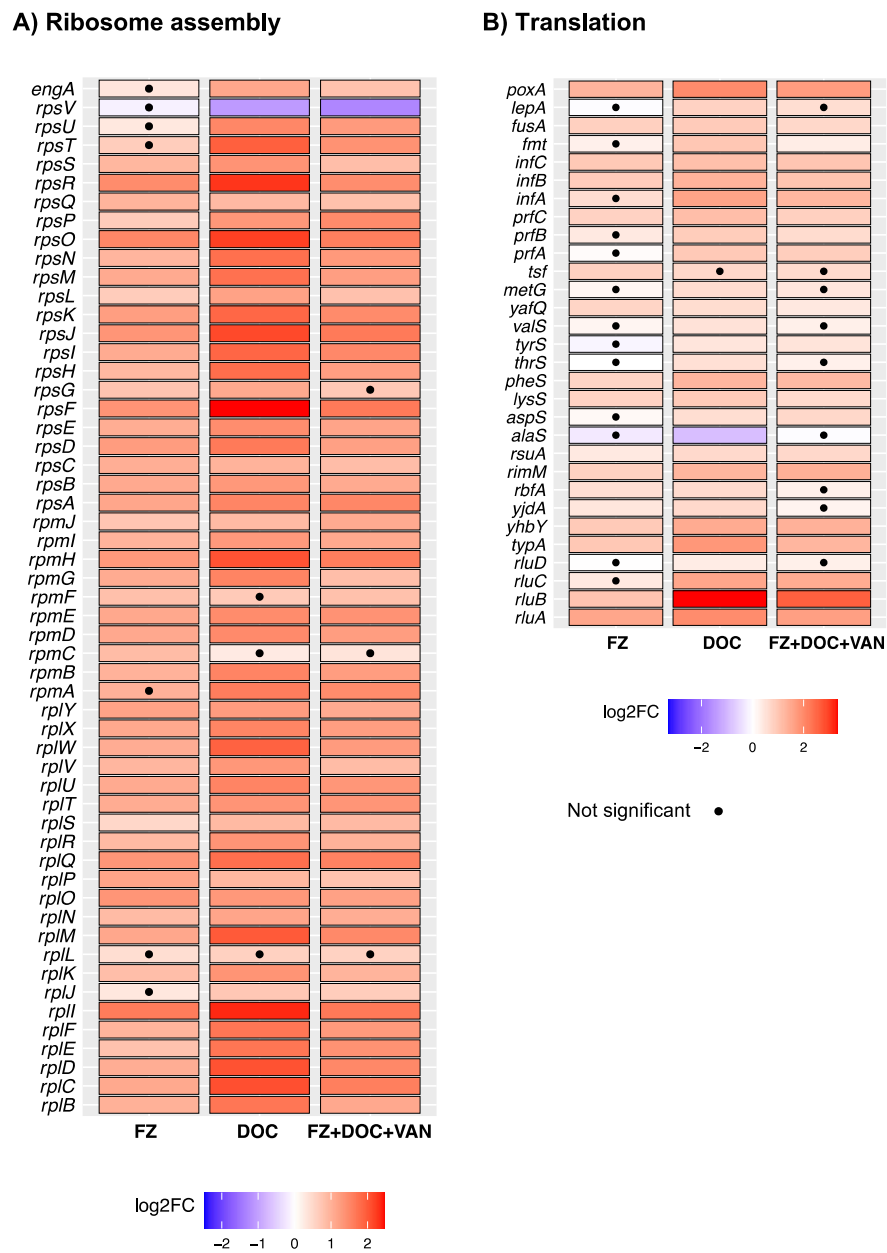 A) Ribosome assembly
engA
rpsV
rpsU
rpsT
rpsS
rpsR
rpsQ
rpsP
rpsO
rpsN
rpsM
rpsL
rpsK
rpsJ
rpsI
rpsH
rpsG
rpsF
rpsE
rpsD
rpsC
rpsB
rpsA
rpmJ
rpmI
rpmH
rpmG
rpmF
rpmE
rpmD
rpmC
rpmB
rpmA
rplY
rplX
rplW
rplV
rplU
rplT
rplS
rplR
rplQ
rplP
rplO
rplN
rplM
rplL
rplK
rplJ
rplI
rplF
rplE
rplD
rplC
rplB
FZ DOC FZ+DOC+VAN
log2FC
−2 −1 0 1 2
B) Translation
poxA
lepA
fusA
fmt
infC
infB
infA
prfC
prfB
prfA
tsf
metG
yafQ
valS
tyrS
thrS
pheS
lysS
aspS
alaS
rsuA
rimM
rbfA
yjdA
yhbY
typA
rluD
rluC
rluB
rluA
FZ DOC FZ+DOC+VAN
log2FC
−2 0 2
Not significant